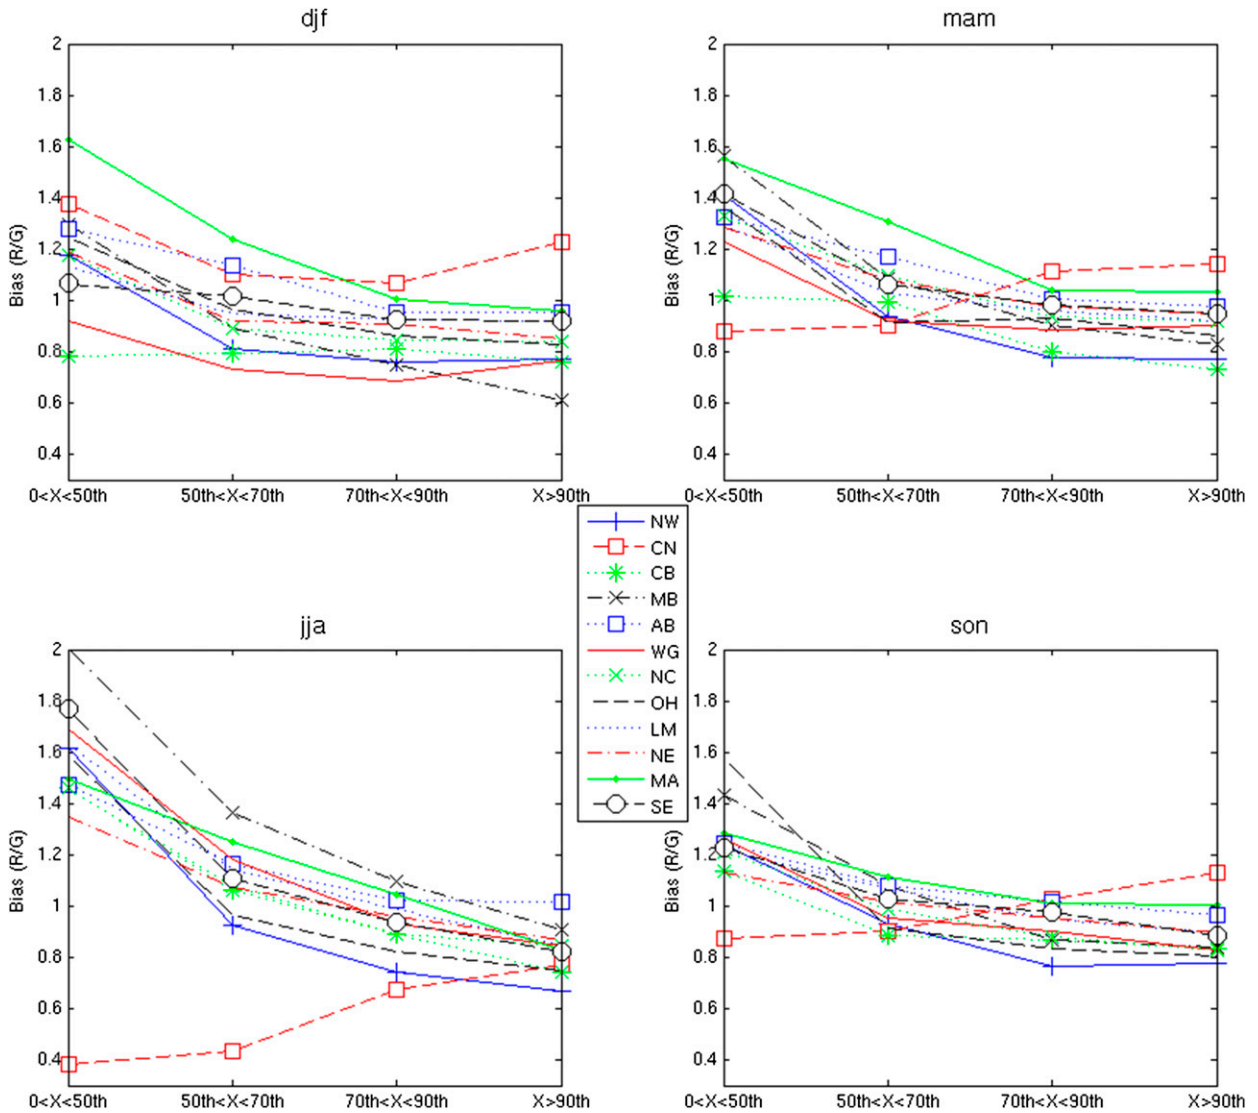 djf
mam
2
1.8
1.6
1.4
1.2
1
0.8
0.6
0.4
Bias (R/G)
0<X<50th 50th<X<70th 70th<X<90th X>90th
2
1.8
1.6
1.4
1.2
1
0.8
0.6
0.4
Bias (R/G)
0<X<50th 50th<X<70th 70th<X<90th X>90th
NW
CN
CB
MB
AB
WG
NC
OH
LM
NE
MA
SE
jja
son
2
1.8
1.6
1.4
1.2
1
0.8
0.6
0.4
Bias (R/G)
0<X<50th 50th<X<70th 70th<X<90th X>90th
2
1.8
1.6
1.4
1.2
1
0.8
0.6
0.4
Bias (R/G)
0<X<50th 50th<X<70th 70th<X<90th X>90th